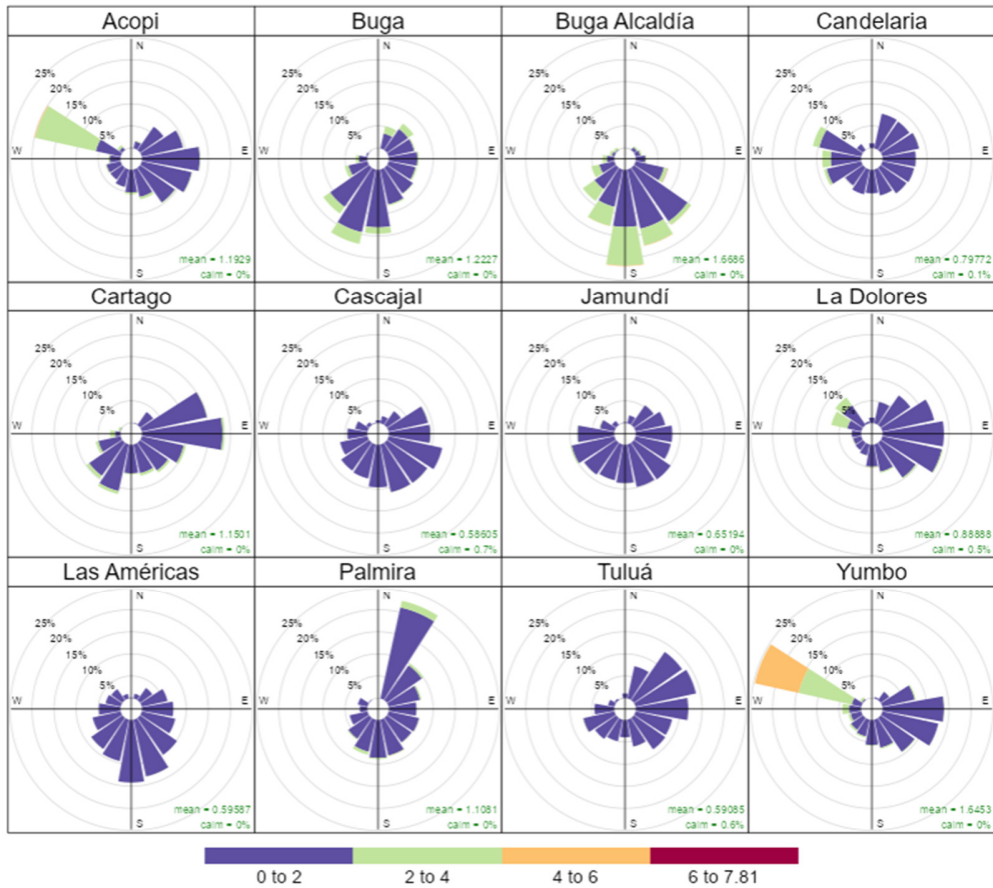 Acopi
N
25%
20%
15%
10%
5%
W
E
S
mean = 1.1929
calm = 0%
Buga
N
25%
20%
15%
10%
5%
W
E
S
mean = 1.2227
calm = 0%
Buga Alcaldía
N
25%
20%
15%
10%
5%
W
E
S
mean = 1.6686
calm = 0%
Candelaria
N
25%
20%
15%
10%
5%
W
E
S
mean = 0.79772
calm = 0.1%
Cartago
N
25%
20%
15%
10%
5%
W
E
S
mean = 1.1501
calm = 0%
Cascajal
N
25%
20%
15%
10%
5%
W
E
S
mean = 0.58605
calm = 0.7%
Jamundí
N
25%
20%
15%
10%
5%
W
E
S
mean = 0.65194
calm = 0%
La Dolores
N
25%
20%
15%
10%
5%
W
E
S
mean = 0.88888
calm = 0.5%
Las Américas
N
25%
20%
15%
10%
5%
W
E
S
mean = 0.59587
calm = 0%
Palmira
N
25%
20%
15%
10%
5%
W
E
S
mean = 1.1081
calm = 0%
Tuluá
N
25%
20%
15%
10%
5%
W
E
S
mean = 0.59085
calm = 0.6%
Yumbo
N
25%
20%
15%
10%
5%
W
E
S
mean = 1.6453
calm = 0%
0 to 2
2 to 4
4 to 6
6 to 7.81